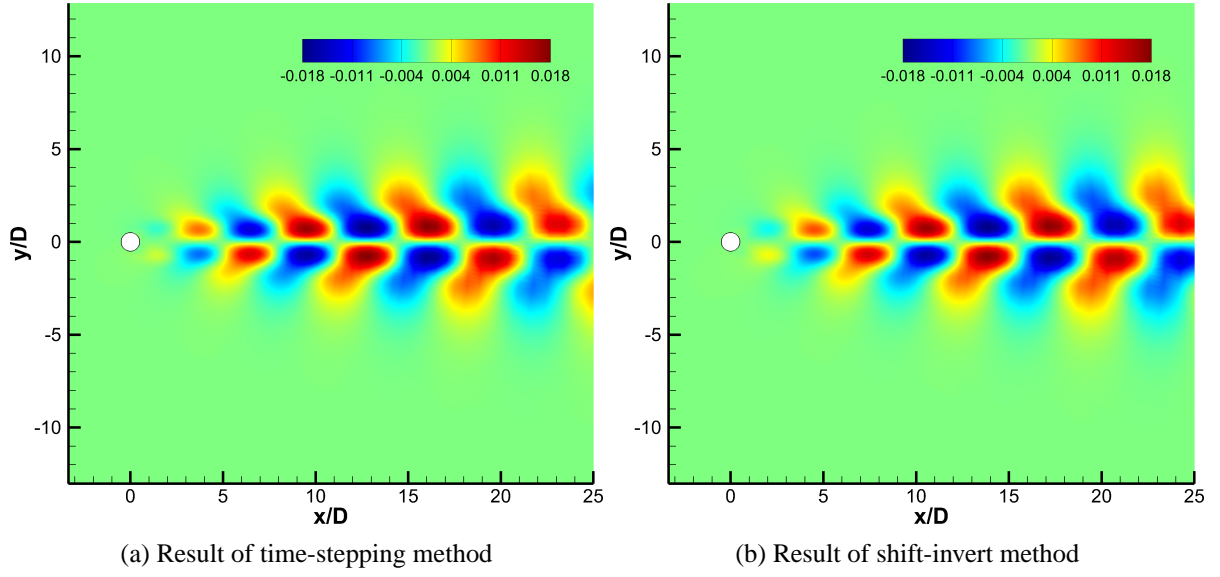 -0.018 -0.011 -0.004 0.004 0.011 0.018
10
5
0
-5
-10
y/D
0 5 10 15 20 25
x/D
(a) Result of time-stepping method
-0.018 -0.011 -0.004 0.004 0.011 0.018
10
5
0
-5
-10
y/D
0 5 10 15 20 25
x/D
(b) Result of shift-invert method